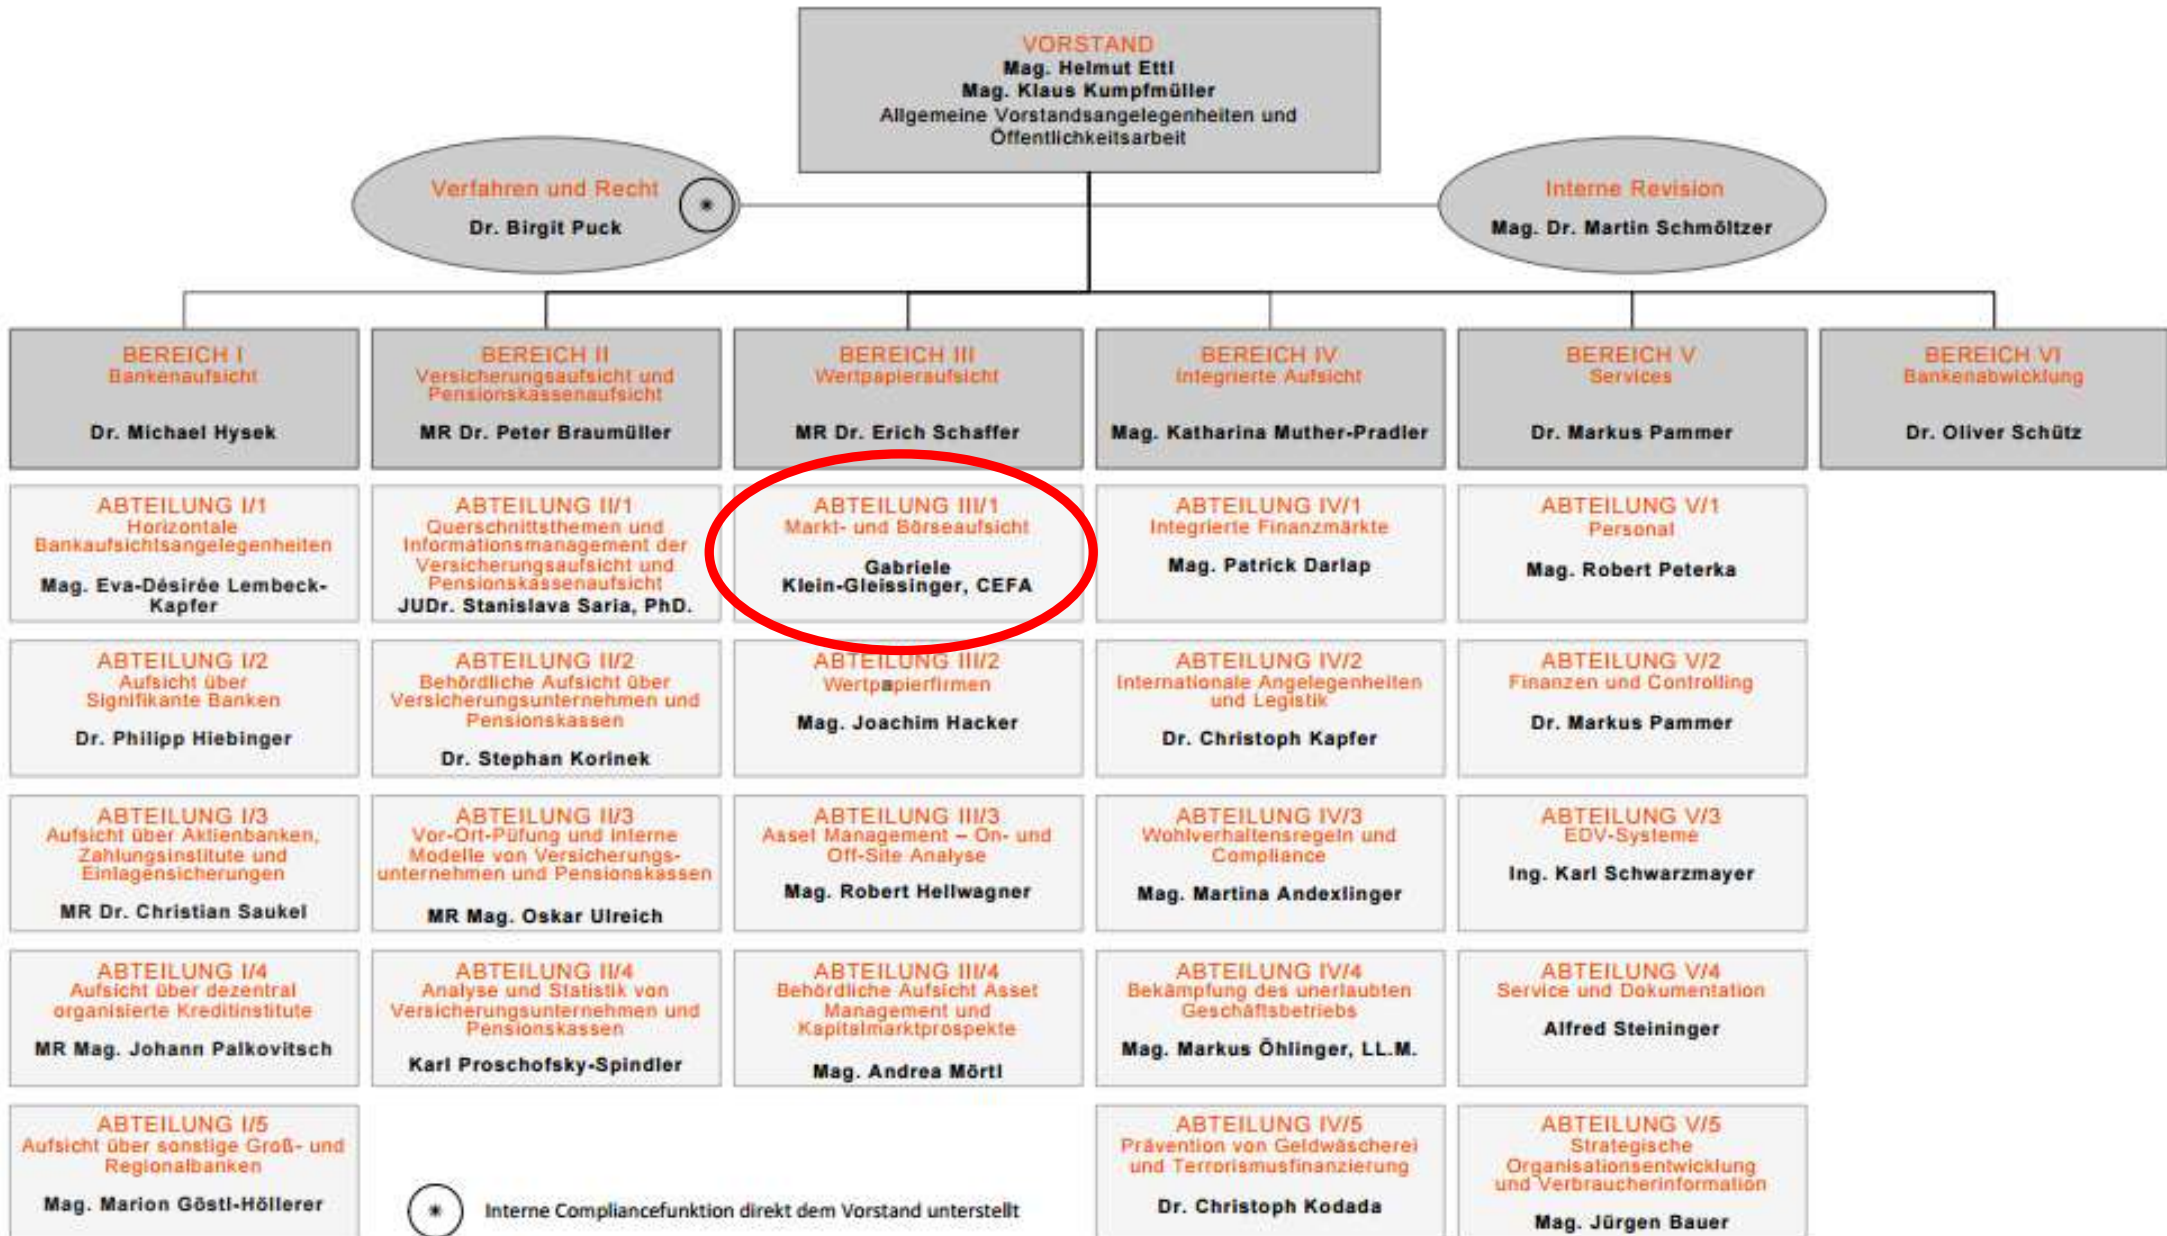 VORSTAND
Mag. Helmut Ettl
Mag. Klaus Kumpfmüller
Allgemeine Vorstandsangelegenheiten und
Öffentlichkeitsarbeit
Verfahren und Recht
*
Dr. Birgit Puck
Interne Revision
Mag. Dr. Martin Schmöltzer
BEREICH I
Bankenaufsicht
Dr. Michael Hysek
BEREICH II
Versicherungsaufsicht und
Pensionskassenaufsicht
MR Dr. Peter Braumüller
BEREICH III
Wertpapieraufsicht
MR Dr. Erich Schaffer
BEREICH IV
Integrierte Aufsicht
Mag. Katharina Muther-Pradler
BEREICH V
Services
Dr. Markus Pammer
BEREICH VI
Bankenabwicklung
Dr. Oliver Schütz
ABTEILUNG I/1
Horizontale
Bankaufsichtsangelegenheiten
Mag. Eva-Désirée Lembeck-
Kapfer
ABTEILUNG II/1
Querschnittsthemen und
Informationsmanagement der
Versicherungsaufsicht und
Pensionskassenaufsicht
JUDr. Stanislava Saria, PhD.
ABTEILUNG III/1
Markt- und Börseaufsicht
Gabriele
Klein-Gleissinger, CEFA
ABTEILUNG IV/1
Integrierte Finanzmärkte
Mag. Patrick Darlap
ABTEILUNG V/1
Personal
Mag. Robert Peterka
ABTEILUNG I/2
Aufsicht über
Signifikante Banken
Dr. Philipp Hiebinger
ABTEILUNG II/2
Behördliche Aufsicht über
Versicherungsunternehmen und
Pensionskassen
Dr. Stephan Korinek
ABTEILUNG III/2
Wertpapierfirmen
Mag. Joachim Hacker
ABTEILUNG IV/2
Internationale Angelegenheiten
und Legistik
Dr. Christoph Kapfer
ABTEILUNG V/2
Finanzen und Controlling
Dr. Markus Pammer
ABTEILUNG I/3
Aufsicht über Aktienbanken,
Zahlungsinstitute und
Einlagensicherungen
MR Dr. Christian Saukel
ABTEILUNG II/3
Vor-Ort-Püfung und interne
Modelle von Versicherungs-
unternehmen und Pensionskassen
MR Mag. Oskar Ulreich
ABTEILUNG III/3
Asset Management – On- und
Off-Site Analyse
Mag. Robert Hellwagner
ABTEILUNG IV/3
Wohlverhaltensregeln und
Compliance
Mag. Martina Andexlinger
ABTEILUNG V/3
EDV-Systeme
Ing. Karl Schwarzmayer
ABTEILUNG I/4
Aufsicht über dezentral
organisierte Kreditinstitute
MR Mag. Johann Palkovitsch
ABTEILUNG II/4
Analyse und Statistik von
Versicherungsunternehmen und
Pensionskassen
Karl Proschofsky-Spindler
ABTEILUNG III/4
Behördliche Aufsicht Asset
Management und
Kapitalmarktprospekte
Mag. Andrea Mörtl
ABTEILUNG IV/4
Bekämpfung des unerlaubten
Geschäftsbetriebs
Mag. Markus Öhlinger, LL.M.
ABTEILUNG V/4
Service und Dokumentation
Alfred Steininger
ABTEILUNG I/5
Aufsicht über sonstige Groß- und
Regionalbanken
Mag. Marion Göstl-Höllerer
ABTEILUNG IV/5
Prävention von Geldwäscherei
und Terrorismusfinanzierung
Dr. Christoph Kodada
ABTEILUNG V/5
Strategische
Organisationsentwicklung
und Verbraucherinformation
Mag. Jürgen Bauer
* Interne Compliancefunktion direkt dem Vorstand unterstellt